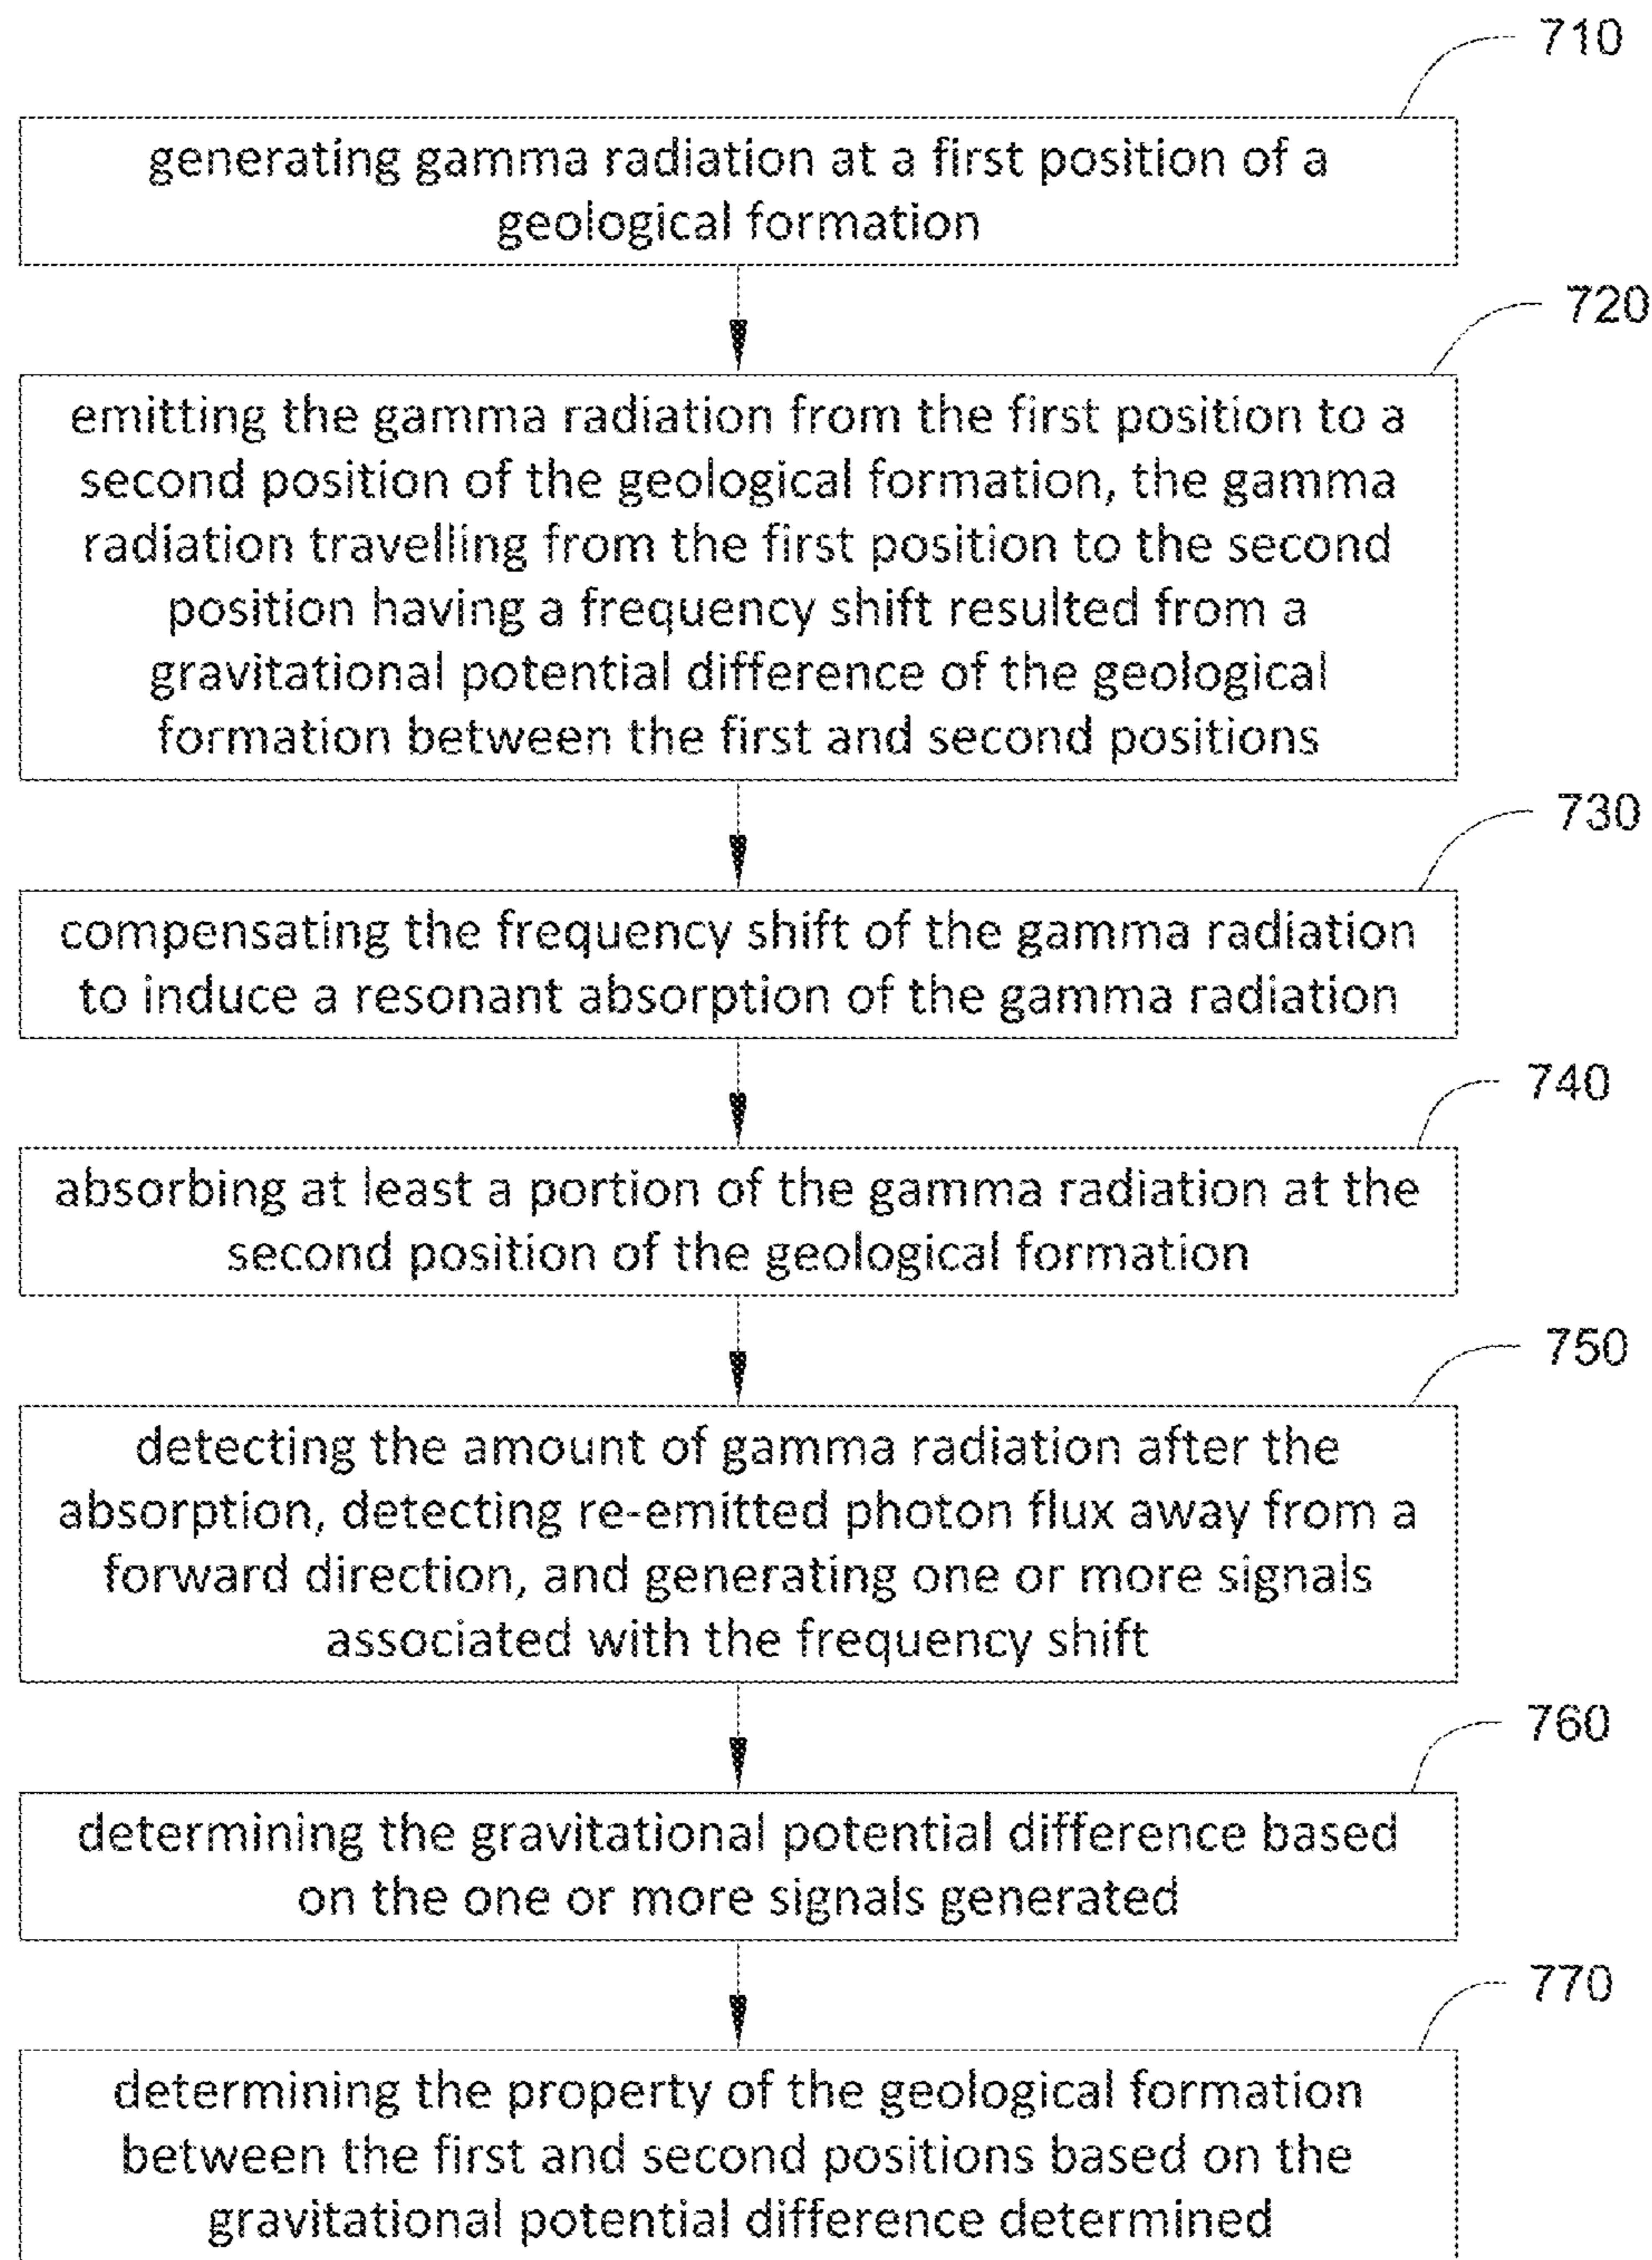 710
generating gamma radiation at a first position of a
geological formation
720
emitting the gamma radiation from the first position to a
second position of the geological formation, the gamma
radiation travelling from the first position to the second
position having a frequency shift resulted from a
gravitational potential difference of the geological
formation between the first and second positions
730
compensating the frequency shift of the gamma radiation
to induce a resonant absorption of the gamma radiation
740
absorbing at least a portion of the gamma radiation at the
second position of the geological formation
750
detecting the amount of gamma radiation after the
absorption, detecting re-emitted photon flux away from a
forward direction, and generating one or more signals
associated with the frequency shift
760
determining the gravitational potential difference based
on the one or more signals generated
770
determining the property of the geological formation
between the first and second positions based on the
gravitational potential difference determined